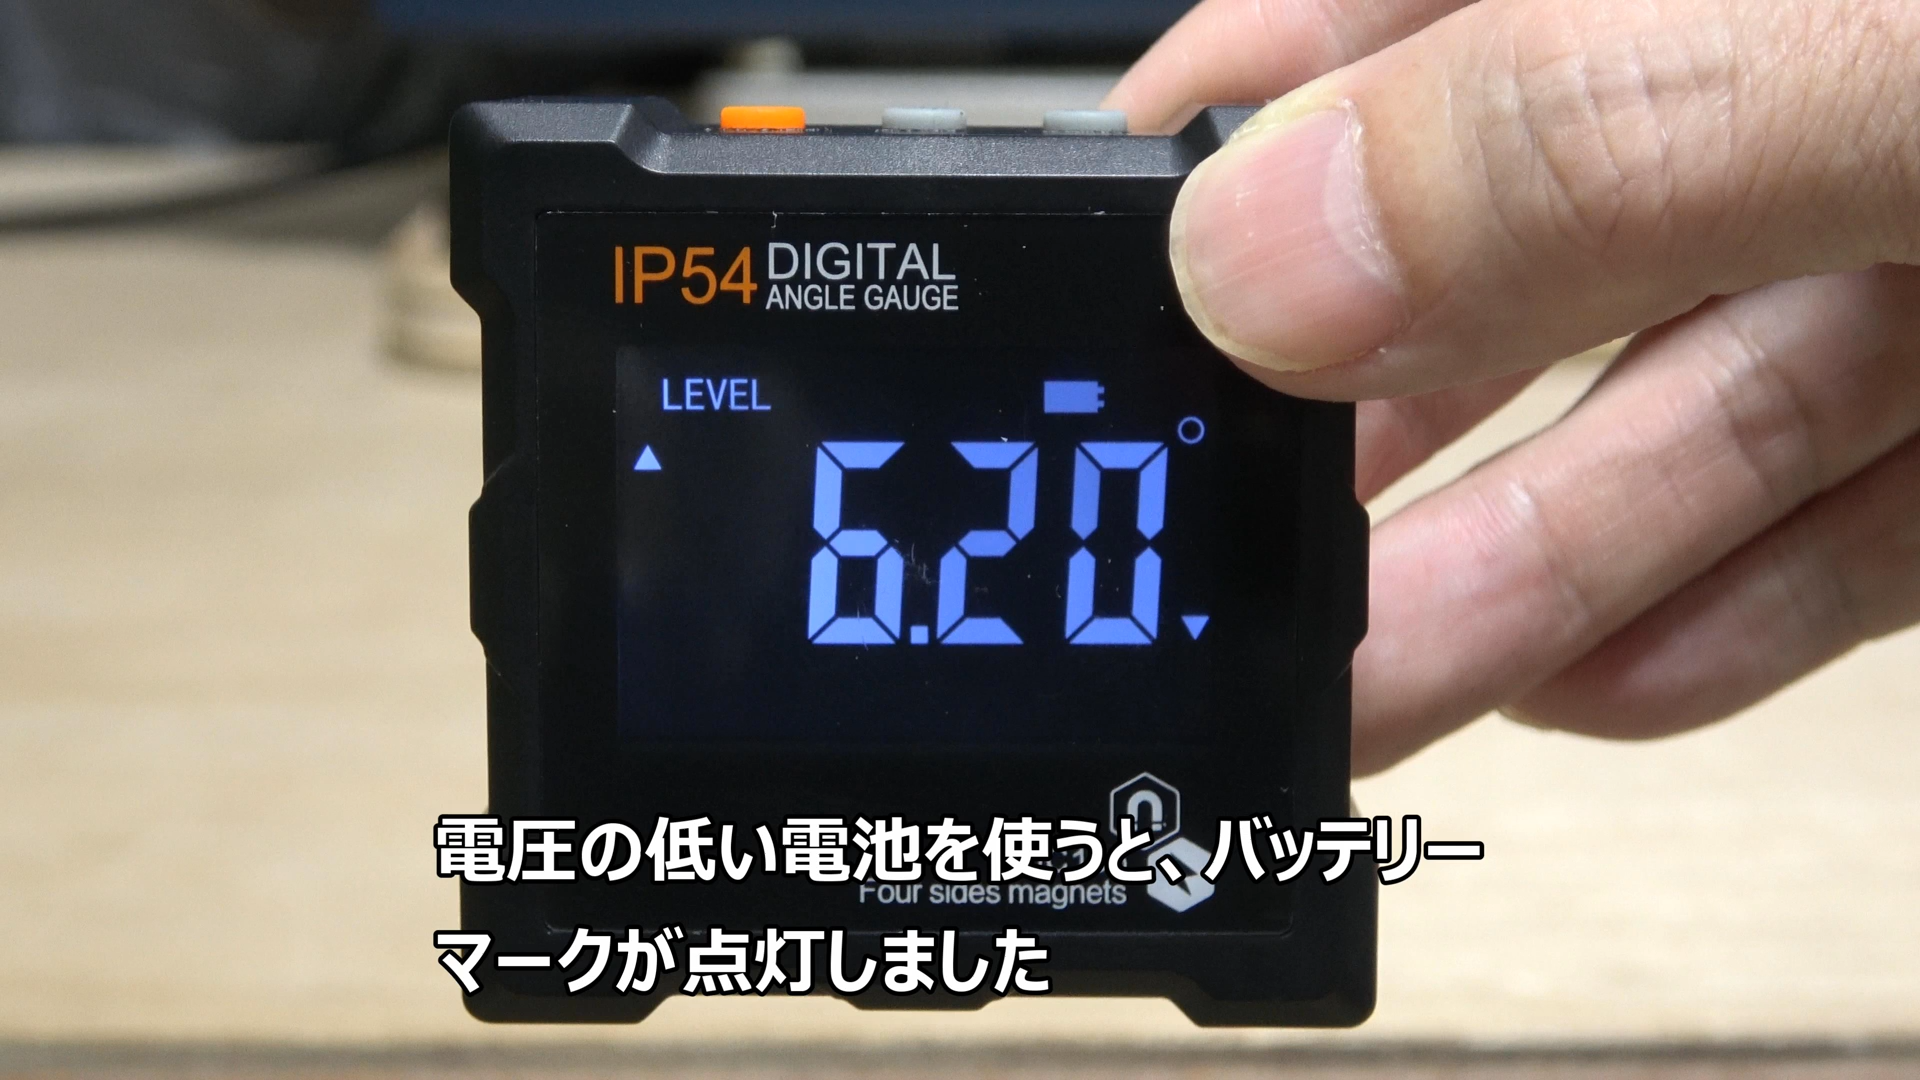 IP54 DIGITAL
ANGLE GAUGE
LEVEL
6.20°
電圧の低い電池を使うと、バッテリー
Four sides magnets
マークが点灯しました